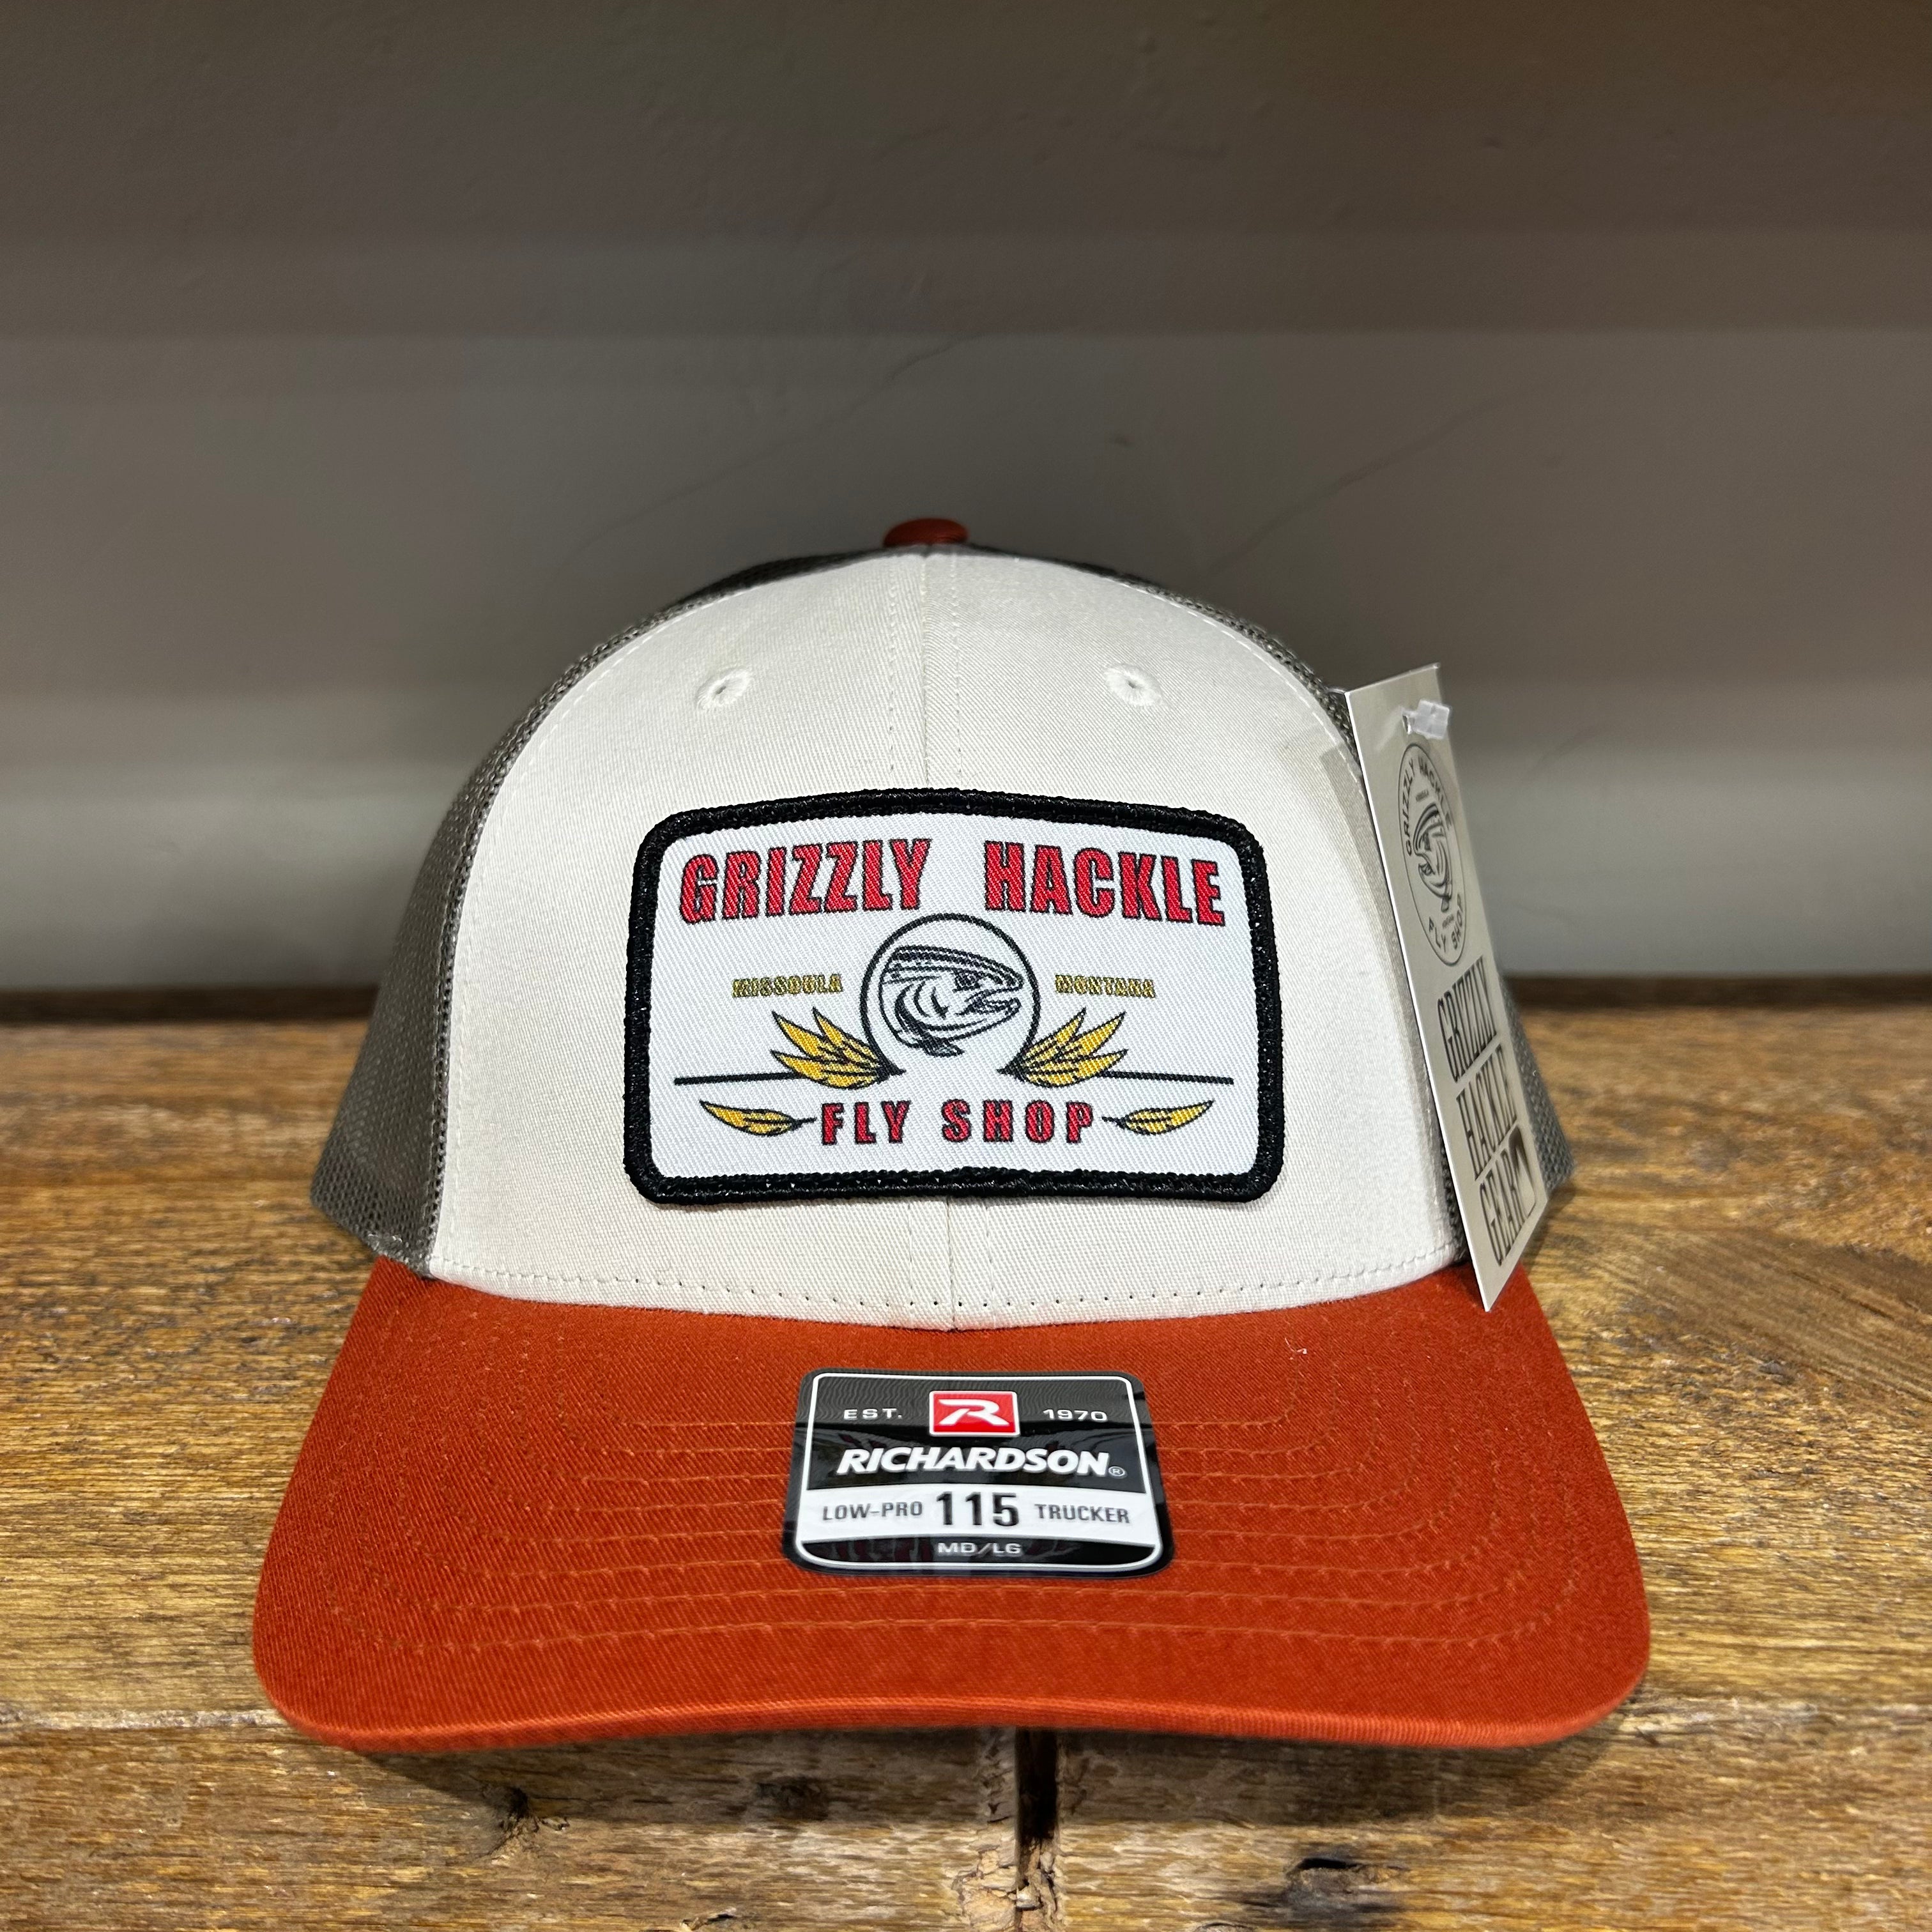 GRIZZLY HACKLE
MISSOULA MONTANA
FLY SHOP
GRIZZLY HACKLE
FLY SHOP
GRIZZLY
HACKLE
GEAR
EST. R 1970
RICHARDSON®
LOW-PRO 115 TRUCKER
MD/LG